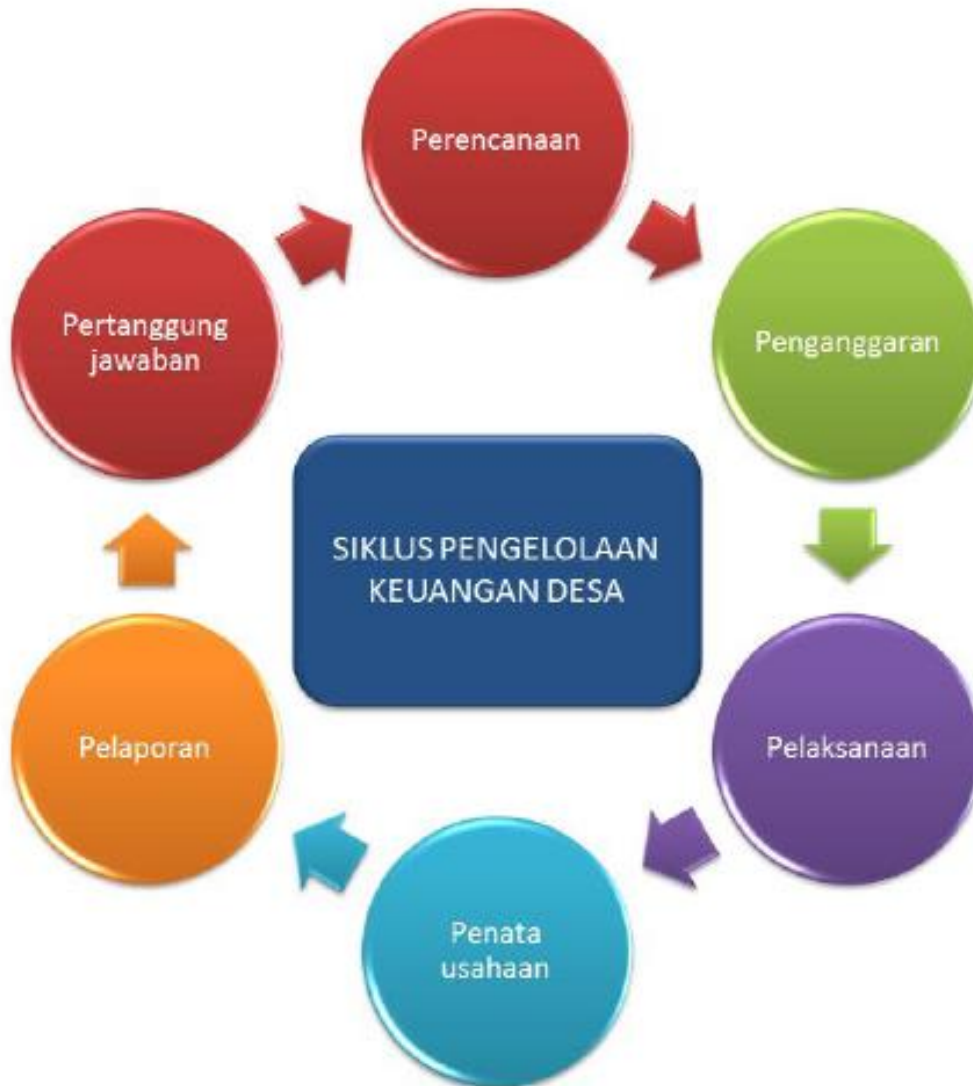 Perencanaan
Penganggaran
Pelaksanaan
Penata
usahaan
Pelaporan
Pertanggung
jawaban
SIKLUS PENGELOLAAN
KEUANGAN DESA